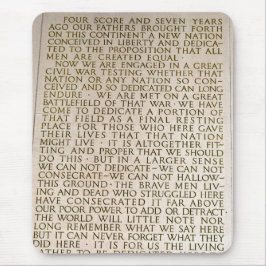 FOUR SCORE AND SEVEN YEARS
AGO OUR FATHERS BROUGHT FORTH
ON THIS CONTINENT A NEW NATION
CONCEIVED IN LIBERTY AND DEDICA-
TED TO THE PROPOSITION THAT ALL
MEN ARE CREATED EQUAL ·
NOW WE ARE ENGAGED IN A GREAT
CIVIL WAR TESTING WHETHER THAT
NATION OR ANY NATION SO CON-
CEIVED AND SO DEDICATED CAN LONG
ENDURE · WE ARE MET ON A GREAT
BATTLEFIELD OF THAT WAR · WE HAVE
COME TO DEDICATE A PORTION OF
THAT FIELD AS A FINAL RESTING
PLACE FOR THOSE WHO HERE GAVE
THEIR LIVES THAT THAT NATION
MIGHT LIVE · IT IS ALTOGETHER FIT-
TING AND PROPER THAT WE SHOULD
DO THIS · BUT IN A LARGER SENSE
WE CAN NOT DEDICATE~WE CAN NOT
CONSECRATE~WE CAN NOT HALLOW~
THIS GROUND · THE BRAVE MEN LIV-
ING AND DEAD WHO STRUGGLED HERE
HAVE CONSECRATED IT FAR ABOVE
OUR POOR POWER TO ADD OR DETRACT ·
THE WORLD WILL LITTLE NOTE NOR
LONG REMEMBER WHAT WE SAY HERE
BUT IT CAN NEVER FORGET WHAT THEY
DID HERE · IT IS FOR US THE LIVING